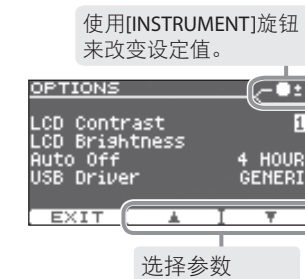 使用[INSTRUMENT]旋钮
来改变设定值。
OPTIONS
LCD Contrast
LCD Brightness
Auto Off 4 HOUR
USB Driver GENERI
EXIT
选择参数